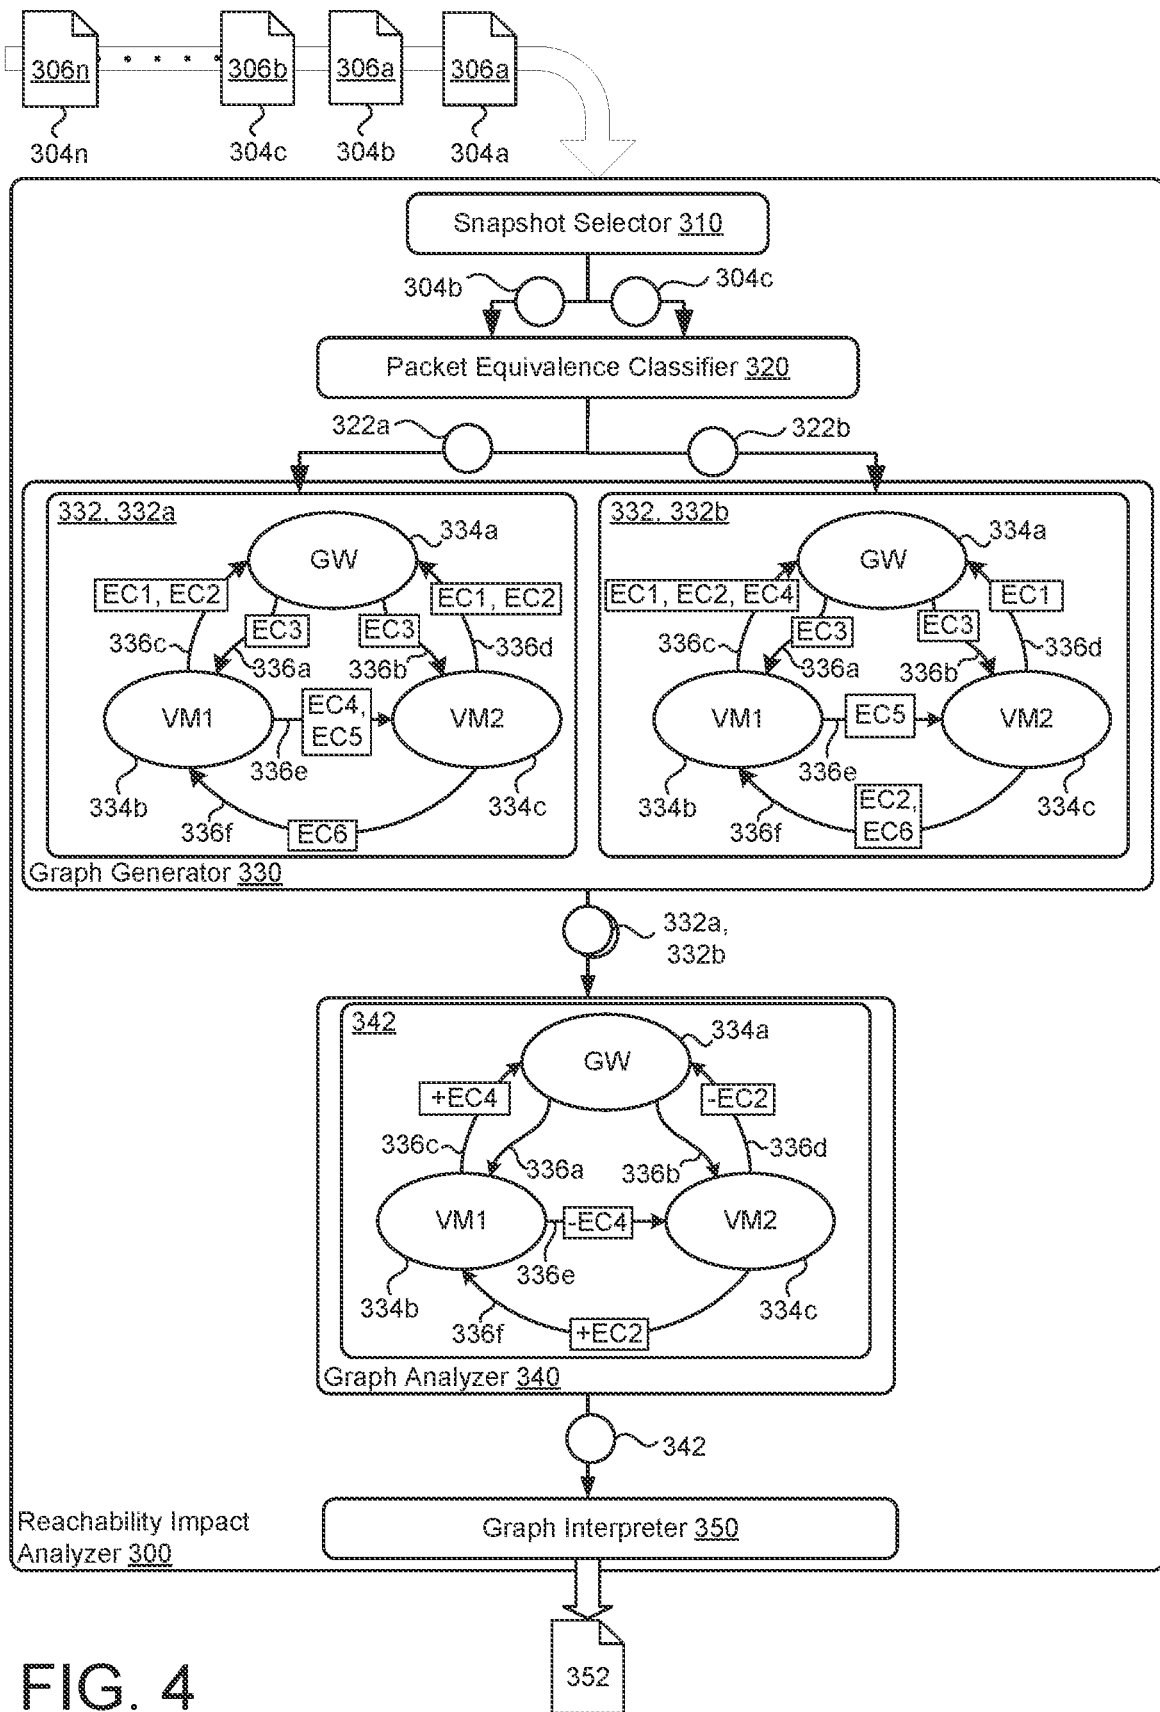 306n 306b 306a 306a
304n 304c 304b 304a
Snapshot Selector 310
304b 304c
Packet Equivalence Classifier 320
322a 322b
332, 332a
334a
GW
EC1, EC2
EC1, EC2
EC3 EC3
336c 336a 336b 336d
VM1 EC4, EC5 VM2
336e
334b 334c
336f
EC6
332, 332b
334a
GW
EC1, EC2, EC4
EC1
EC3 EC3
336c 336a 336b 336d
VM1 EC5 VM2
336e
334b 334c
336f
EC2, EC6
Graph Generator 330
332a,
332b
342
334a
GW
+EC4 -EC2
336c 336a 336b 336d
VM1 -EC4 VM2
336e
334b 334c
336f
+EC2
Graph Analyzer 340
342
Graph Interpreter 350
Reachability Impact
Analyzer 300
352
FIG. 4